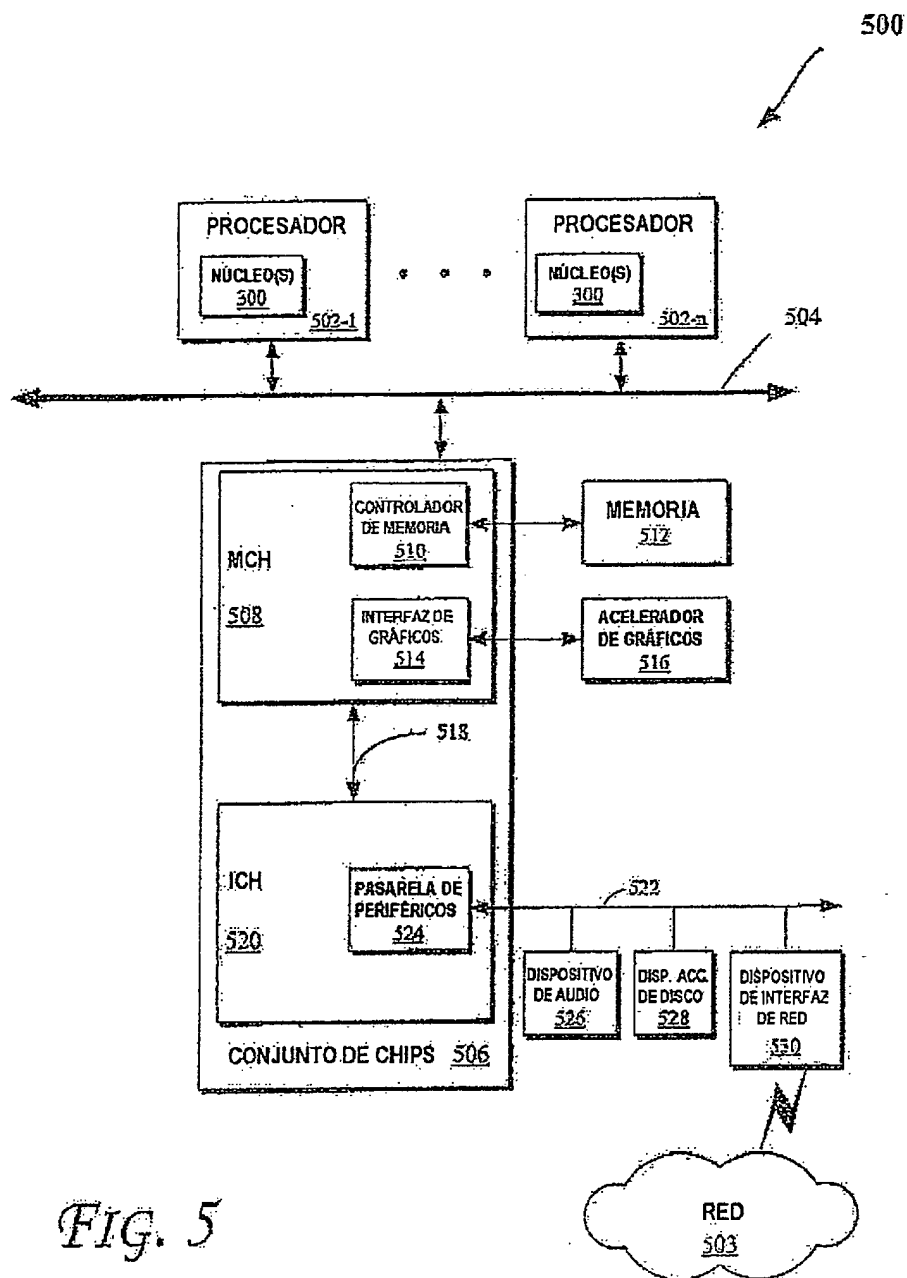 500
PROCESADOR
NÚCLEO(S)
300
502-1
PROCESADOR
NÚCLEO(S)
300
502-n
504
CONTROLADOR
DE MEMORIA
510
MCH
508
INTERFAZ DE
GRÁFICOS
514
MEMORIA
512
ACELERADOR
DE GRÁFICOS
516
518
ICH
520
PASARELA DE
PERIFÉRICOS
524
522
DISPOSITIVO
DE AUDIO
526
DISP. ACC.
DE DISCO
528
DISPOSITIVO
DE INTERFAZ
DE RED
530
CONJUNTO DE CHIPS 506
RED
503
FIG. 5